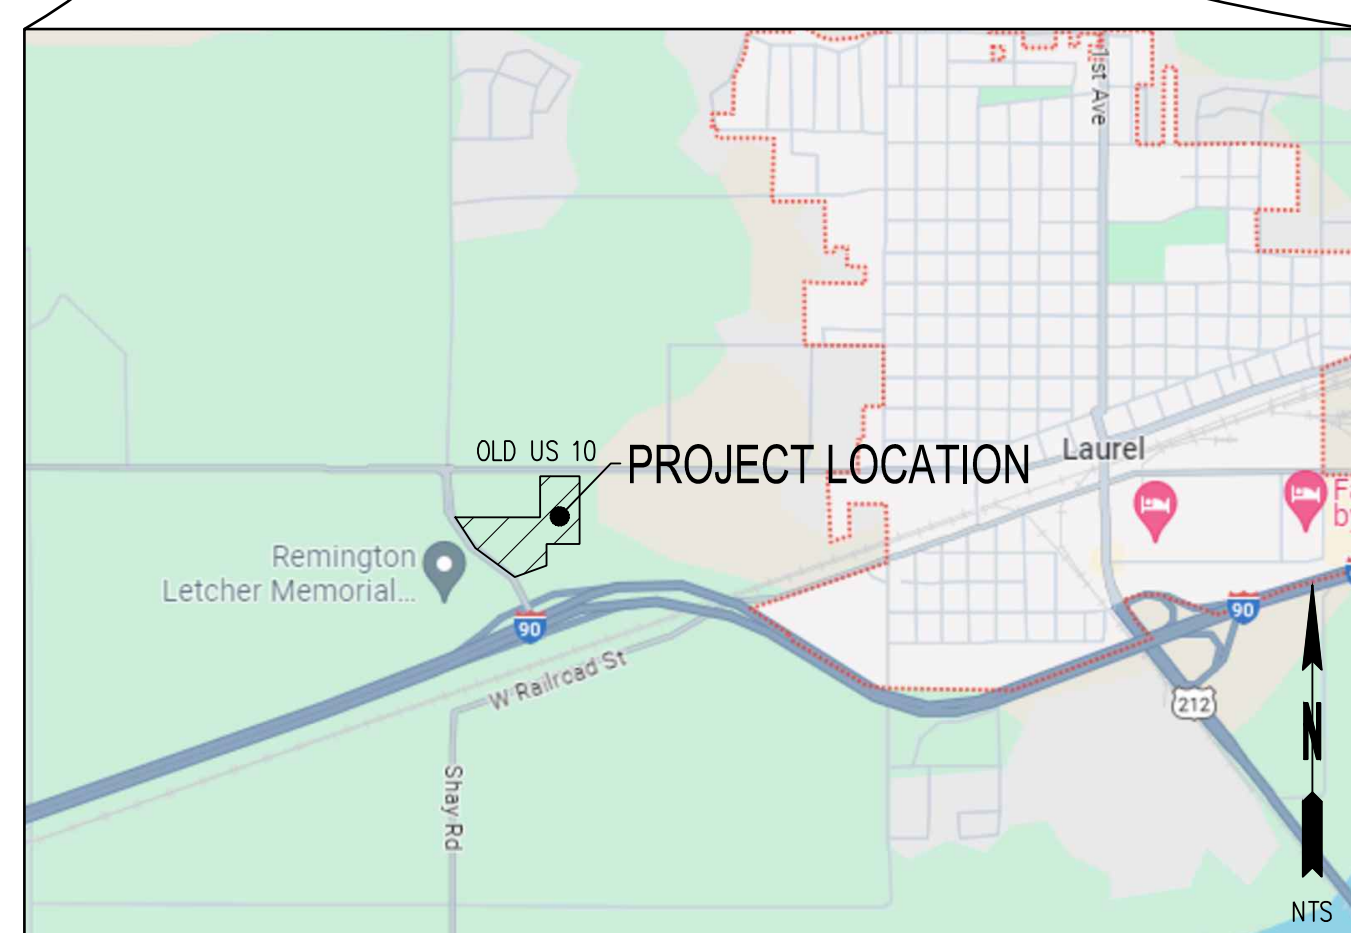 1st Ave
OLD US 10
PROJECT LOCATION
Laurel
Remington
Letcher Memorial...
90
90
W Railroad St
212
Shay Rd
N
NTS